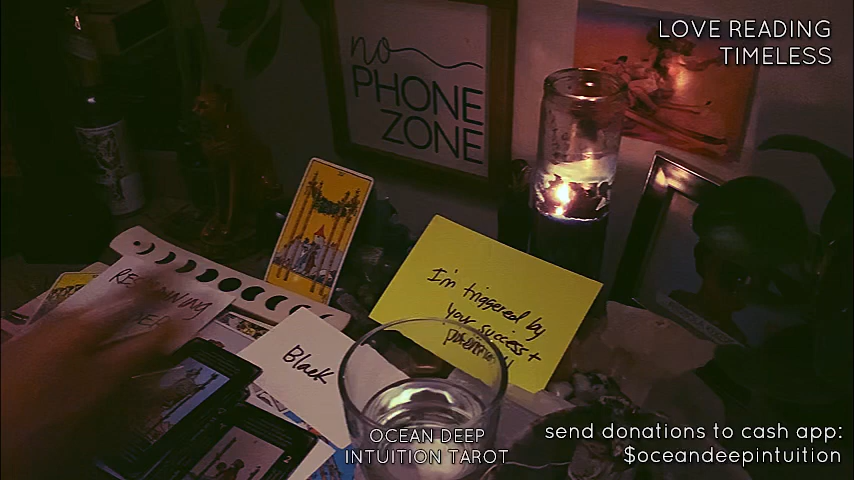 LOVE READING
TIMELESS
no
PHONE
ZONE
I'm triggered by
your success +
Black
OCEAN DEEP
INTUITION TAROT
send donations to cash app:
$oceandeepintuition